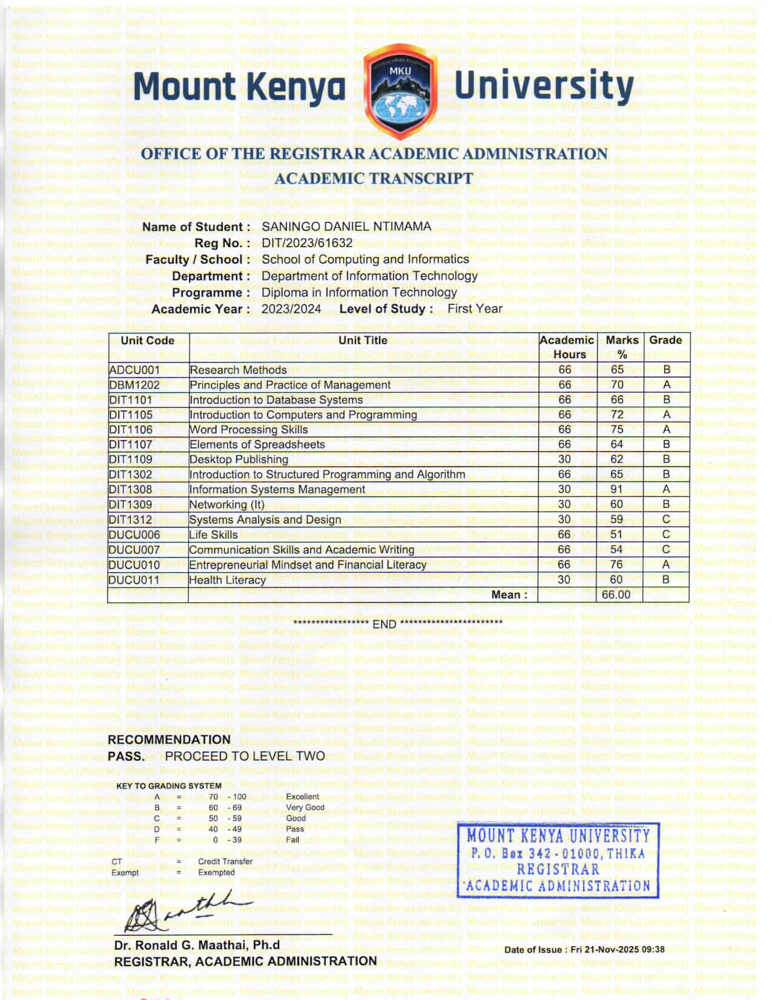 Mount Kenya University
MKU
OFFICE OF THE REGISTRAR ACADEMIC ADMINISTRATION
ACADEMIC TRANSCRIPT
Name of Student : SANINGO DANIEL NTIMAMA
Reg No. : DIT/2023/61632
Faculty / School : School of Computing and Informatics
Department : Department of Information Technology
Programme : Diploma in Information Technology
Academic Year : 2023/2024 Level of Study : First Year
Unit Code Unit Title Academic Hours Marks % Grade
ADCU001 Research Methods 66 65 B
DBM1202 Principles and Practice of Management 66 70 A
DIT1101 Introduction to Database Systems 66 66 B
DIT1105 Introduction to Computers and Programming 66 72 A
DIT1106 Word Processing Skills 66 75 A
DIT1107 Elements of Spreadsheets 66 64 B
DIT1109 Desktop Publishing 30 62 B
DIT1302 Introduction to Structured Programming and Algorithm 66 65 B
DIT1308 Information Systems Management 30 91 A
DIT1309 Networking (It) 30 60 B
DIT1312 Systems Analysis and Design 30 59 C
DUCU006 Life Skills 66 51 C
DUCU007 Communication Skills and Academic Writing 66 54 C
DUCU010 Entrepreneurial Mindset and Financial Literacy 66 76 A
DUCU011 Health Literacy 30 60 B
Mean : 66.00
***************** END ***********************
RECOMMENDATION
PASS. PROCEED TO LEVEL TWO
KEY TO GRADING SYSTEM
A = 70 - 100 Excellent
B = 60 - 69 Very Good
C = 50 - 59 Good
D = 40 - 49 Pass
F = 0 - 39 Fail
CT = Credit Transfer
Exempt = Exempted
MOUNT KENYA UNIVERSITY
P. O. Box 342 - 01000, THIKA
REGISTRAR
ACADEMIC ADMINISTRATION
Dr. Ronald G. Maathai, Ph.d
REGISTRAR, ACADEMIC ADMINISTRATION
Date of Issue : Fri 21-Nov-2025 09:38